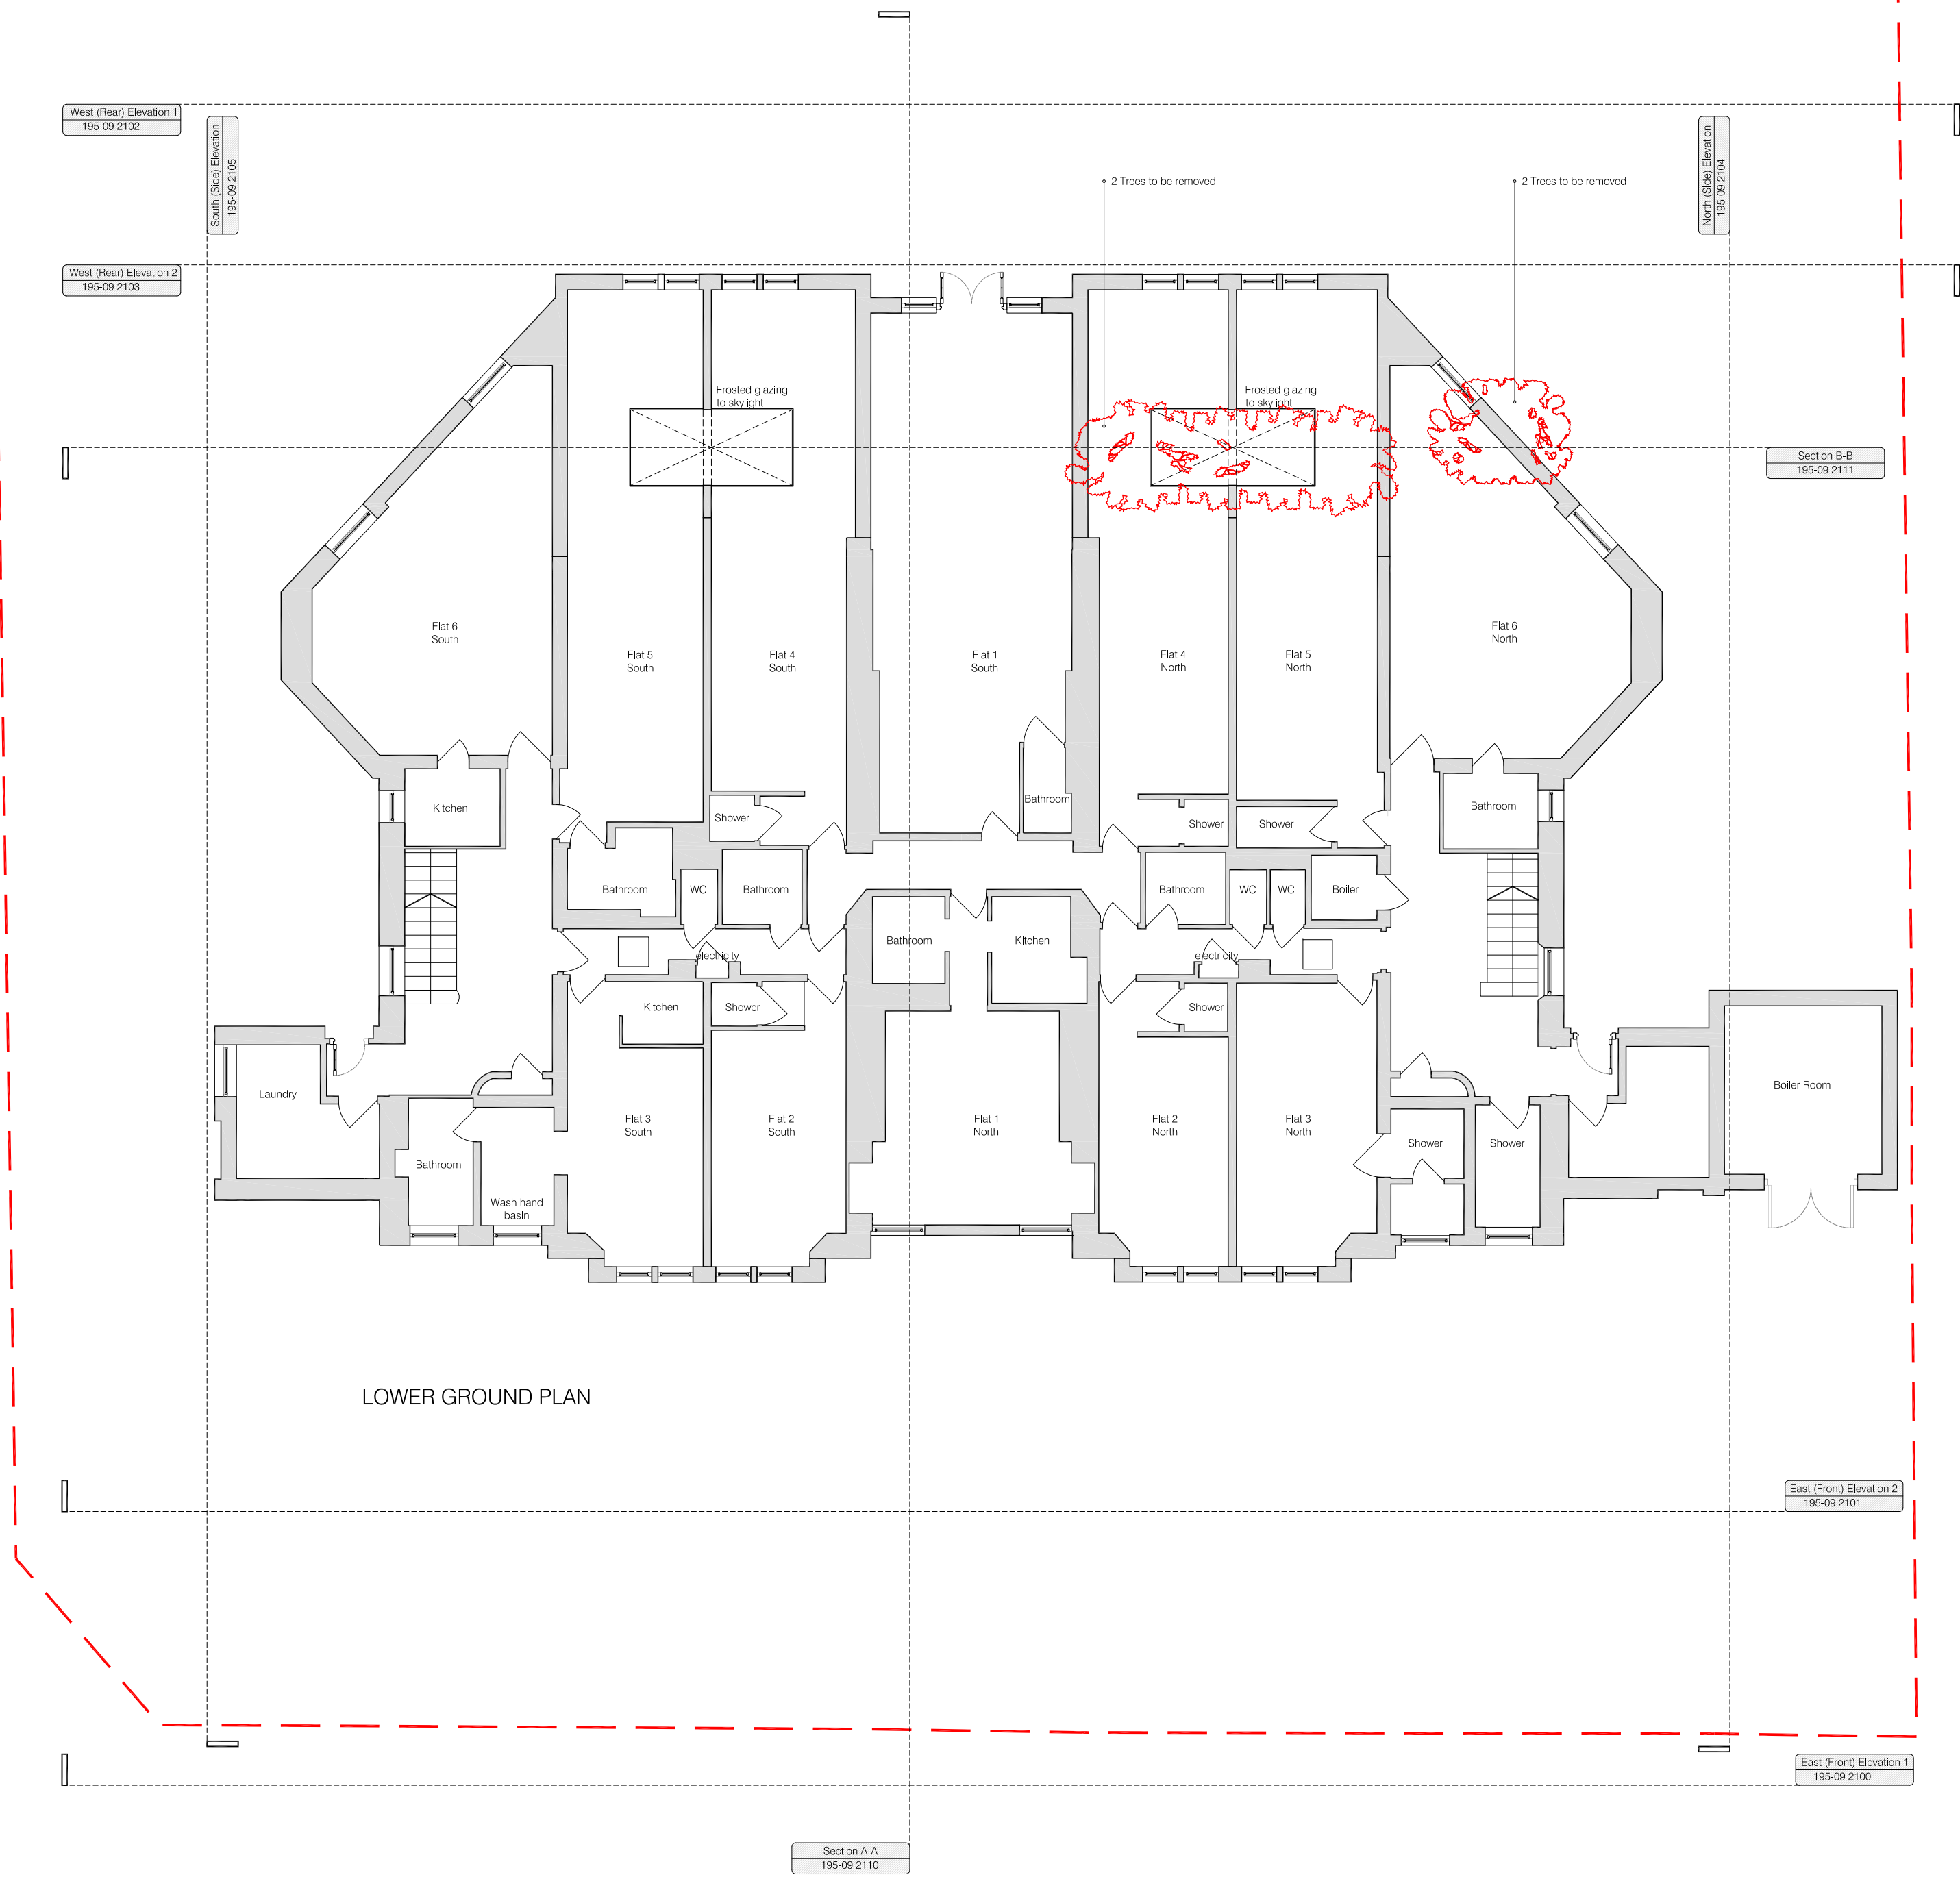 West (Rear) Elevation 1
195-09 2102
South (Side) Elevation
195-09 2105
North (Side) Elevation
195-09 2104
2 Trees to be removed
2 Trees to be removed
West (Rear) Elevation 2
195-09 2103
Frosted glazing
to skylight
Frosted glazing
to skylight
Section B-B
195-09 2111
Flat 6
South
Flat 5
South
Flat 4
South
Flat 1
South
Flat 4
North
Flat 5
North
Flat 6
North
Kitchen
Shower
Bathroom
Shower
Shower
Bathroom
Bathroom
WC
Bathroom
Bathroom
WC
WC
Boiler
Bathroom
Kitchen
electricity
electricity
Kitchen
Shower
Shower
Laundry
Boiler Room
Flat 3
South
Flat 2
South
Flat 1
North
Flat 2
North
Flat 3
North
Shower
Shower
Bathroom
Wash hand
basin
LOWER GROUND PLAN
East (Front) Elevation 2
195-09 2101
East (Front) Elevation 1
195-09 2100
Section A-A
195-09 2110